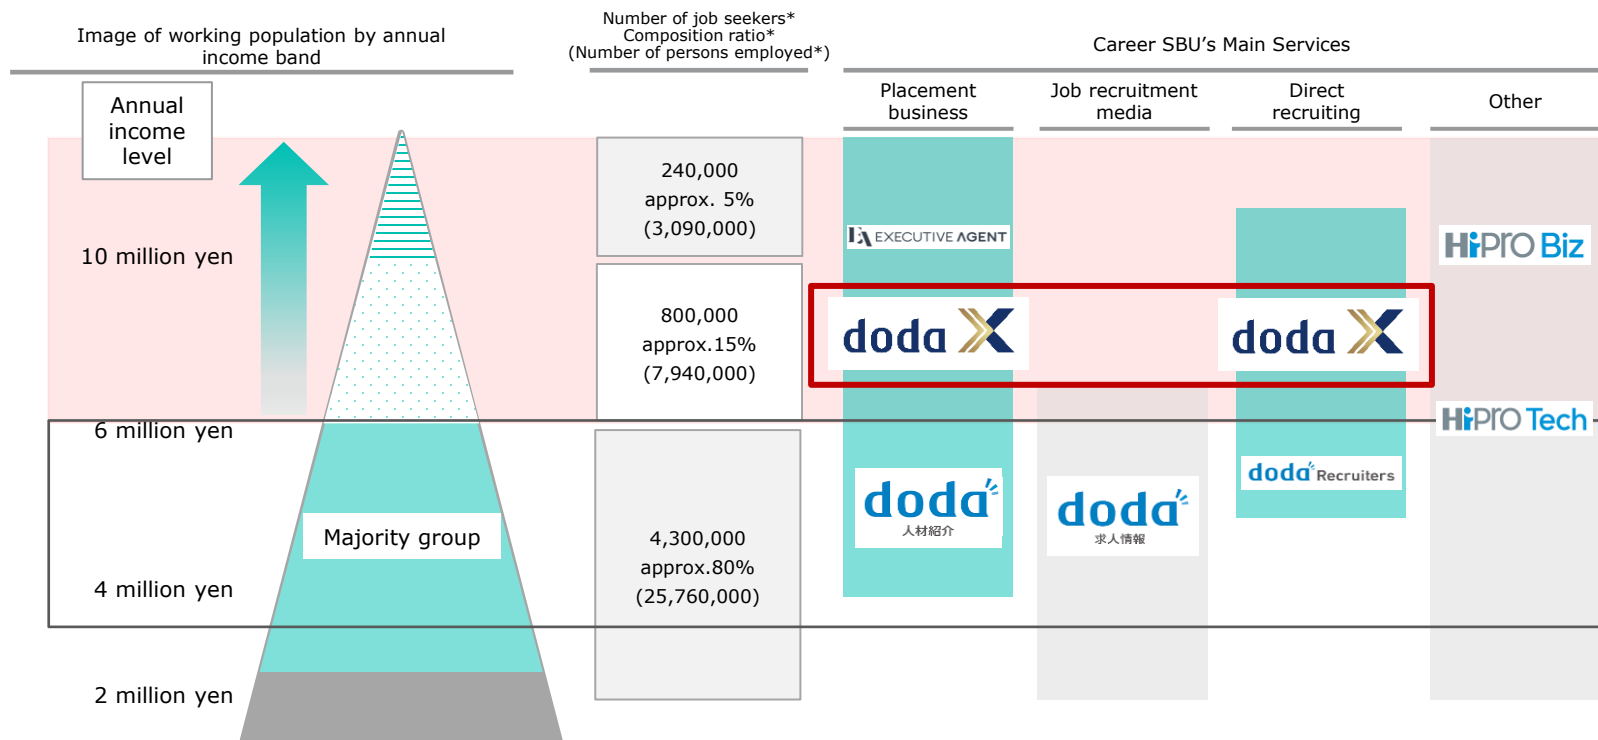 Image of working population by annual
income band
Number of job seekers*
Composition ratio*
(Number of persons employed*)
Career SBU's Main Services
Placement
business
Job recruitment
media
Direct
recruiting
Other
Annual
income
level
10 million yen
6 million yen
4 million yen
2 million yen
Majority group
240,000
approx. 5%
(3,090,000)
800,000
approx.15%
(7,940,000)
4,300,000
approx.80%
(25,760,000)
EA EXECUTIVE AGENT
doda X
doda
人材紹介
doda
求人情報
doda X
doda Recruiters
HiPRO Biz
HiPRO Tech